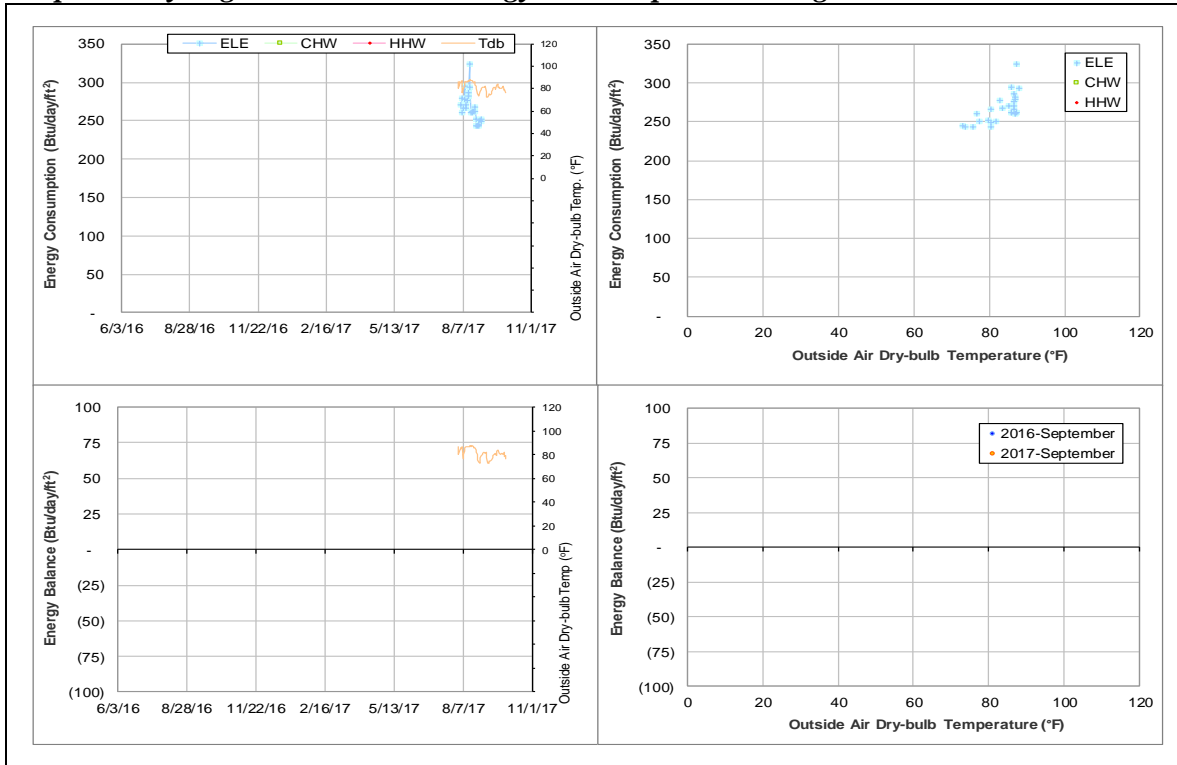 ELE CHW HHW Tdb
350
300
250
200
150
100
50
-
Energy Consumption (Btu/day/ft²)
120
100
80
60
40
20
0
Outside Air Dry-bulb Temp. (°F)
6/3/16 8/28/16 11/22/16 2/16/17 5/13/17 8/7/17 11/1/17
350
300
250
200
150
100
50
-
Energy Consumption (Btu/day/ft²)
ELE
CHW
HHW
0 20 40 60 80 100 120
Outside Air Dry-bulb Temperature (°F)
100
75
50
25
-
(25)
(50)
(75)
(100)
Energy Balance (Btu/day/ft²)
120
100
80
60
40
20
0
Outside Air Dry-bulb Temp (°F)
6/3/16 8/28/16 11/22/16 2/16/17 5/13/17 8/7/17 11/1/17
100
75
50
25
-
(25)
(50)
(75)
(100)
Energy Balance (Btu/day/ft²)
2016-September
2017-September
0 20 40 60 80 100 120
Outside Air Dry-bulb Temperature (°F)